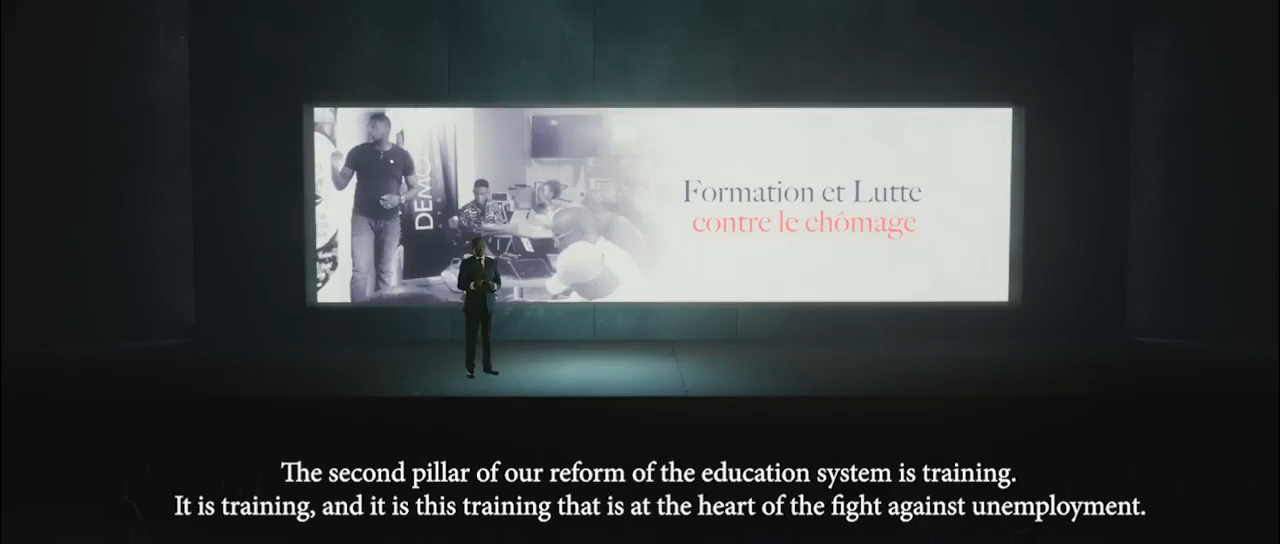 DEMO
Formation et Lutte
contre le chômage
The second pillar of our reform of the education system is training.
It is training, and it is this training that is at the heart of the fight against unemployment.